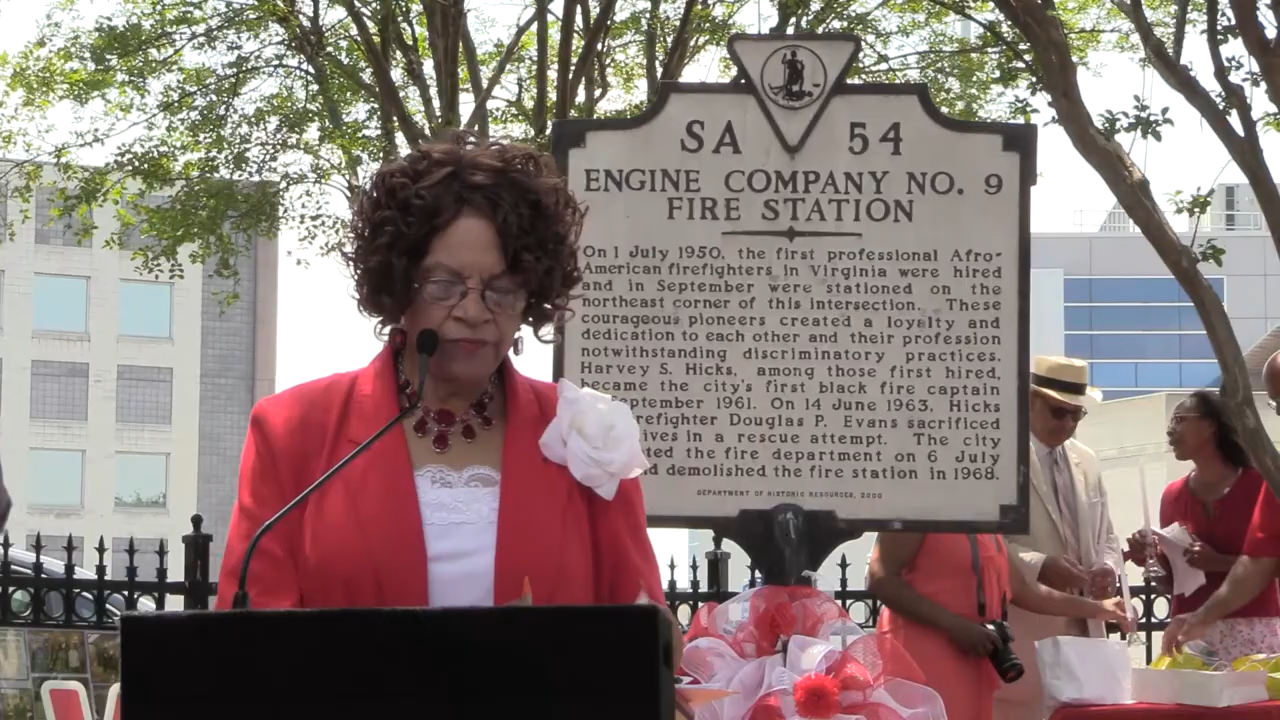 SA 54
ENGINE COMPANY NO. 9
FIRE STATION
On 1 July 1950, the first professional Afro-
American firefighters in Virginia were hired
and in September were stationed on the
northeast corner of this intersection. These
courageous pioneers created a loyalty and
dedication to each other and their profession
notwithstanding discriminatory practices.
Harvey S. Hicks, among those first hired,
became the city's first black fire captain
eptember 1961. On 14 June 1963, Hicks
refighter Douglas P. Evans sacrificed
ives in a rescue attempt. The city
ted the fire department on 6 July
d demolished the fire station in 1968.
DEPARTMENT OF HISTORIC RESOURCES, 2000